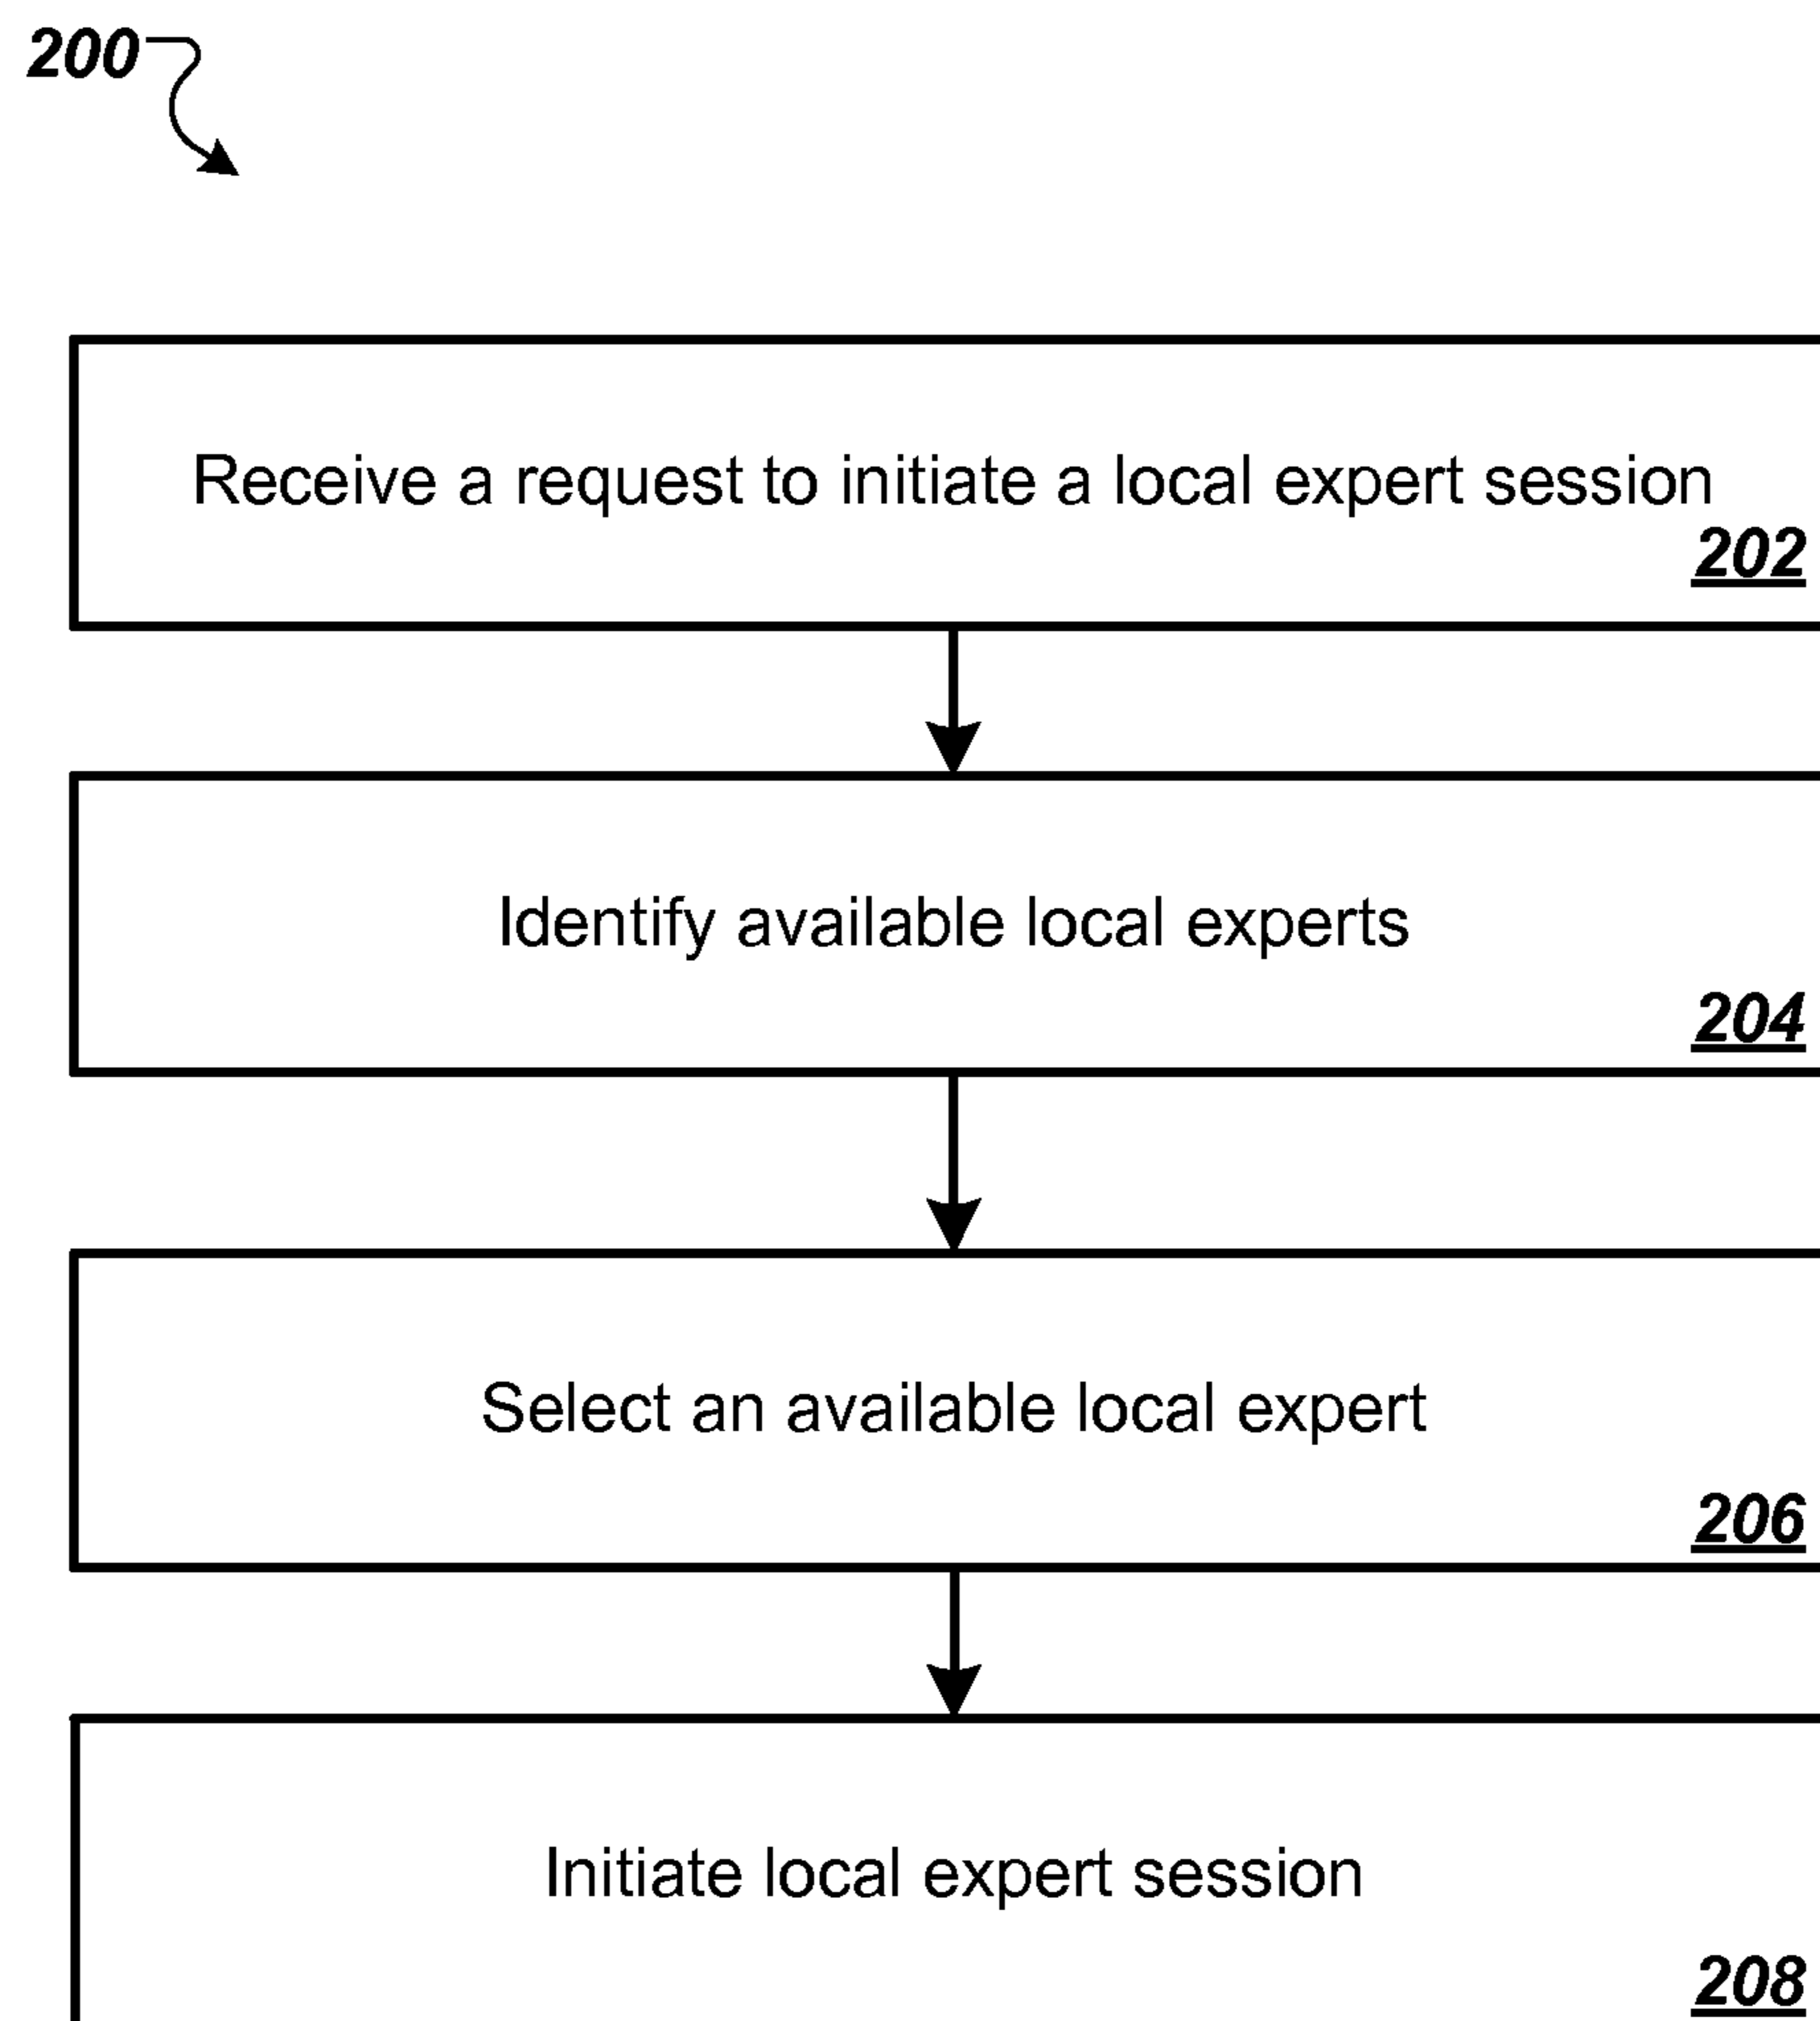 200
Receive a request to initiate a local expert session
202
Identify available local experts
204
Select an available local expert
206
Initiate local expert session
208